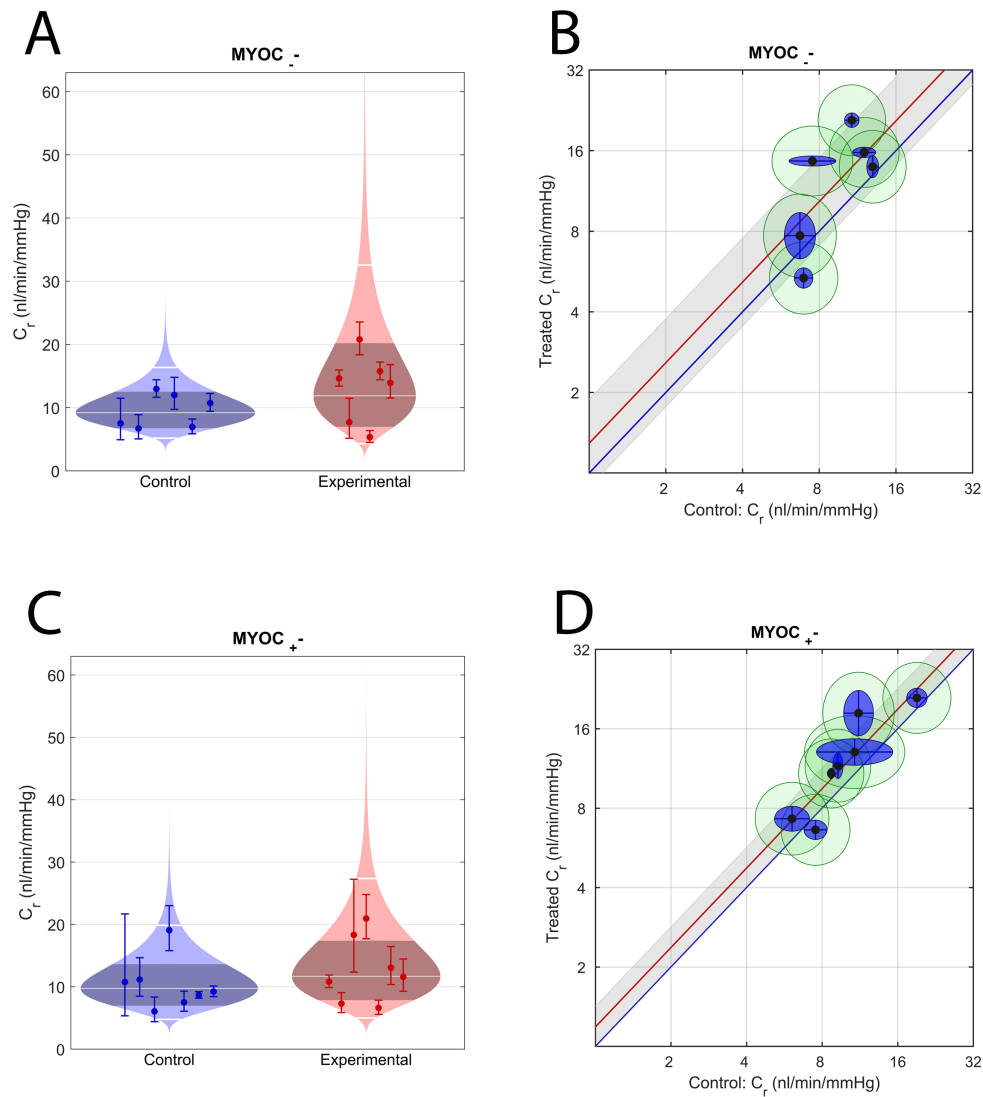 A
MYOC - -
60
50
40
30
20
10
0
Cr (nl/min/mmHg)
Control
Experimental
B
MYOC - -
32
16
8
4
2
Treated Cr (nl/min/mmHg)
2
4
8
16
32
Control: Cr (nl/min/mmHg)
C
MYOC + -
60
50
40
30
20
10
0
Cr (nl/min/mmHg)
Control
Experimental
D
MYOC + -
32
16
8
4
2
Treated Cr (nl/min/mmHg)
2
4
8
16
32
Control: Cr (nl/min/mmHg)